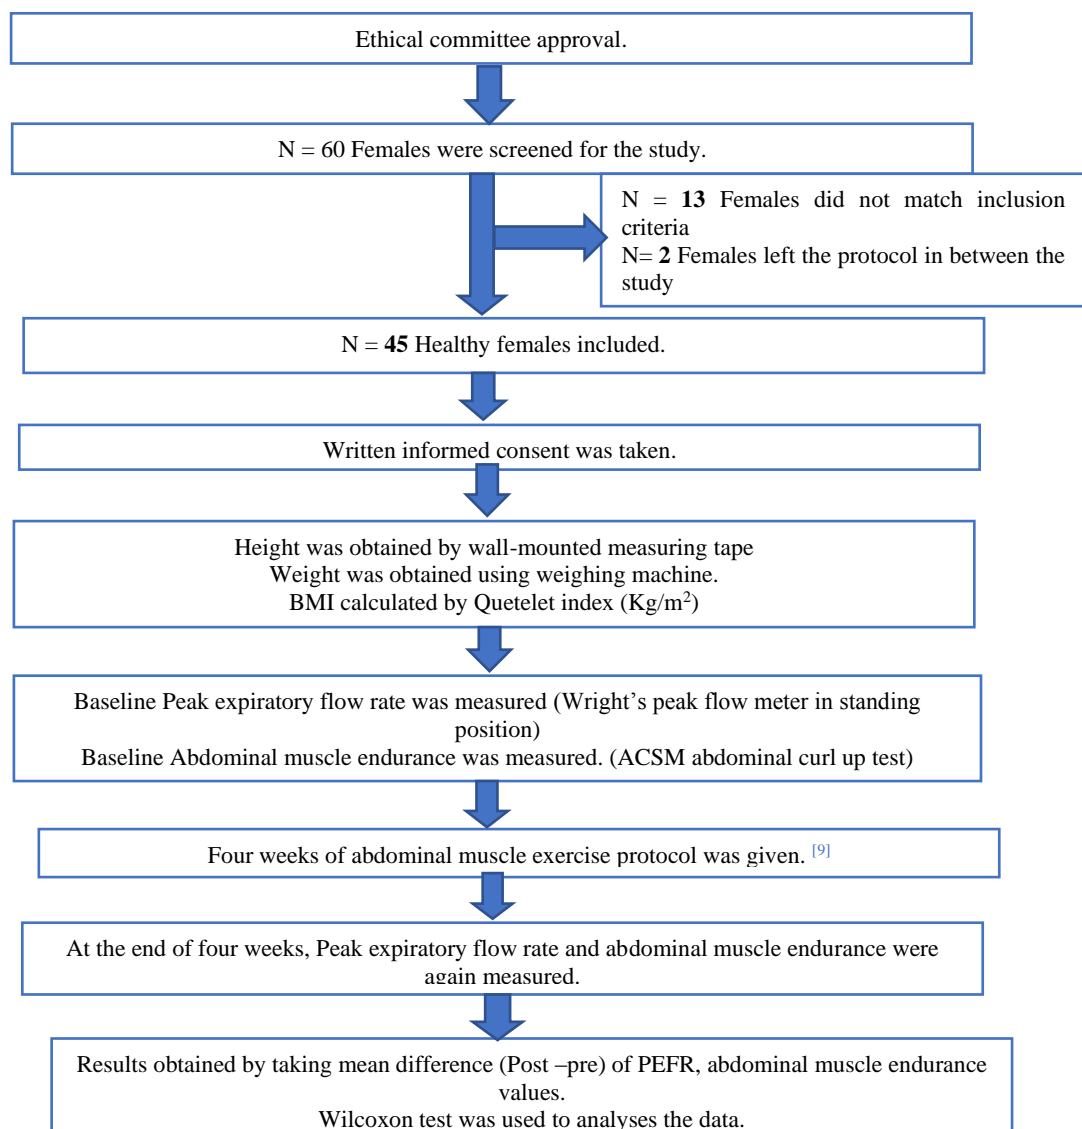 Ethical committee approval.
N = 60 Females were screened for the study.
N = 13 Females did not match inclusion
criteria
N= 2 Females left the protocol in between the
study
N = 45 Healthy females included.
Written informed consent was taken.
Height was obtained by wall-mounted measuring tape
Weight was obtained using weighing machine.
BMI calculated by Quetelet index (Kg/m²)
Baseline Peak expiratory flow rate was measured (Wright’s peak flow meter in standing
position)
Baseline Abdominal muscle endurance was measured. (ACSM abdominal curl up test)
Four weeks of abdominal muscle exercise protocol was given. [9]
At the end of four weeks, Peak expiratory flow rate and abdominal muscle endurance were
again measured.
Results obtained by taking mean difference (Post –pre) of PEFR, abdominal muscle endurance
values.
Wilcoxon test was used to analyses the data.